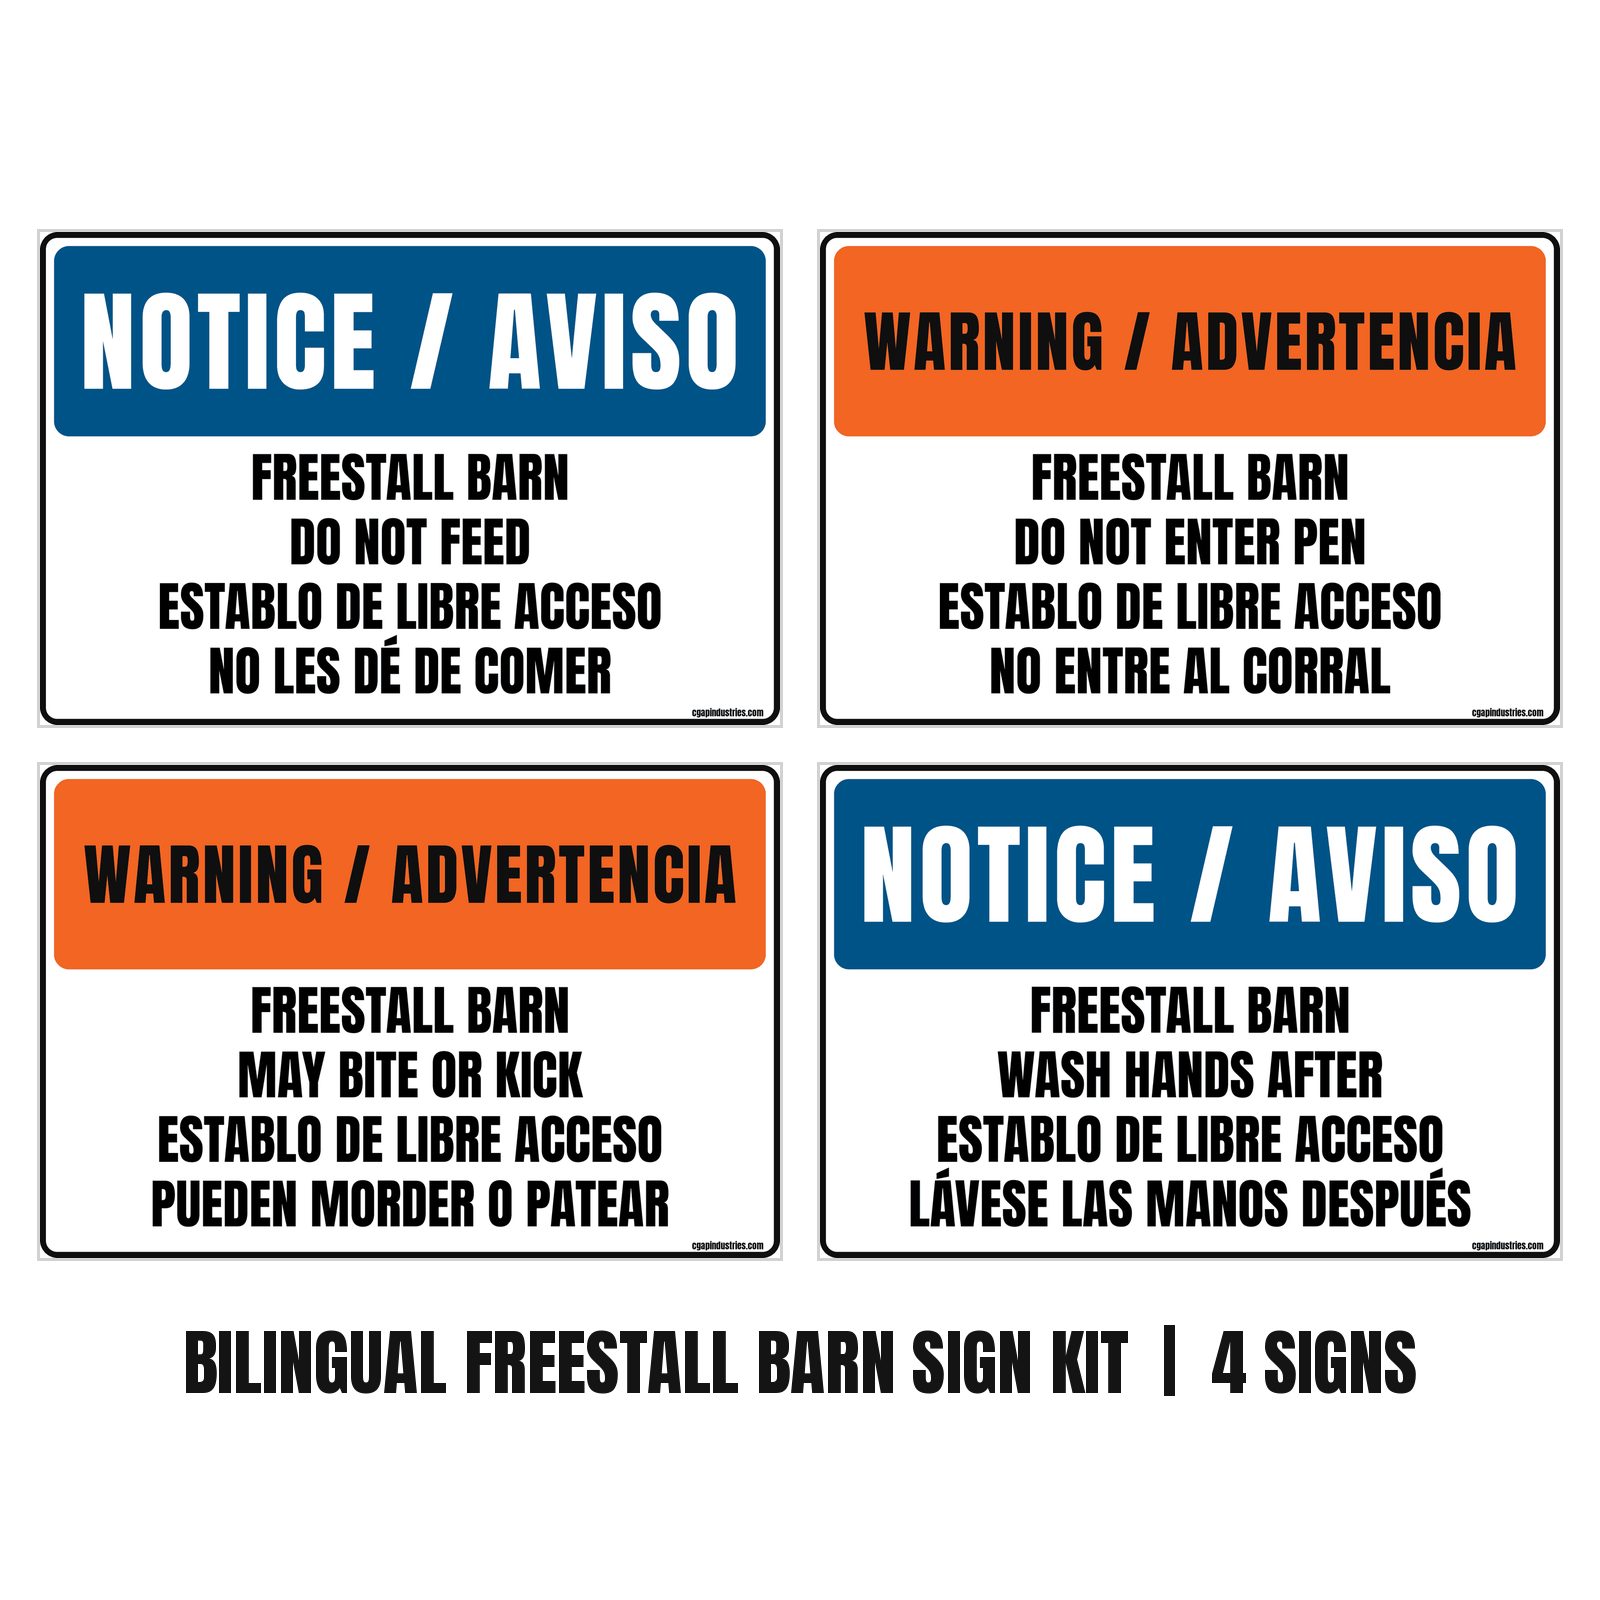 NOTICE / AVISO
FREESTALL BARN
DO NOT FEED
ESTABLO DE LIBRE ACCESO
NO LES DÉ DE COMER
cgapindustries.com
WARNING / ADVERTENCIA
FREESTALL BARN
DO NOT ENTER PEN
ESTABLO DE LIBRE ACCESO
NO ENTRE AL CORRAL
cgapindustries.com
WARNING / ADVERTENCIA
FREESTALL BARN
MAY BITE OR KICK
ESTABLO DE LIBRE ACCESO
PUEDEN MORDER O PATEAR
cgapindustries.com
NOTICE / AVISO
FREESTALL BARN
WASH HANDS AFTER
ESTABLO DE LIBRE ACCESO
LÁVESE LAS MANOS DESPUÉS
cgapindustries.com
BILINGUAL FREESTALL BARN SIGN KIT | 4 SIGNS